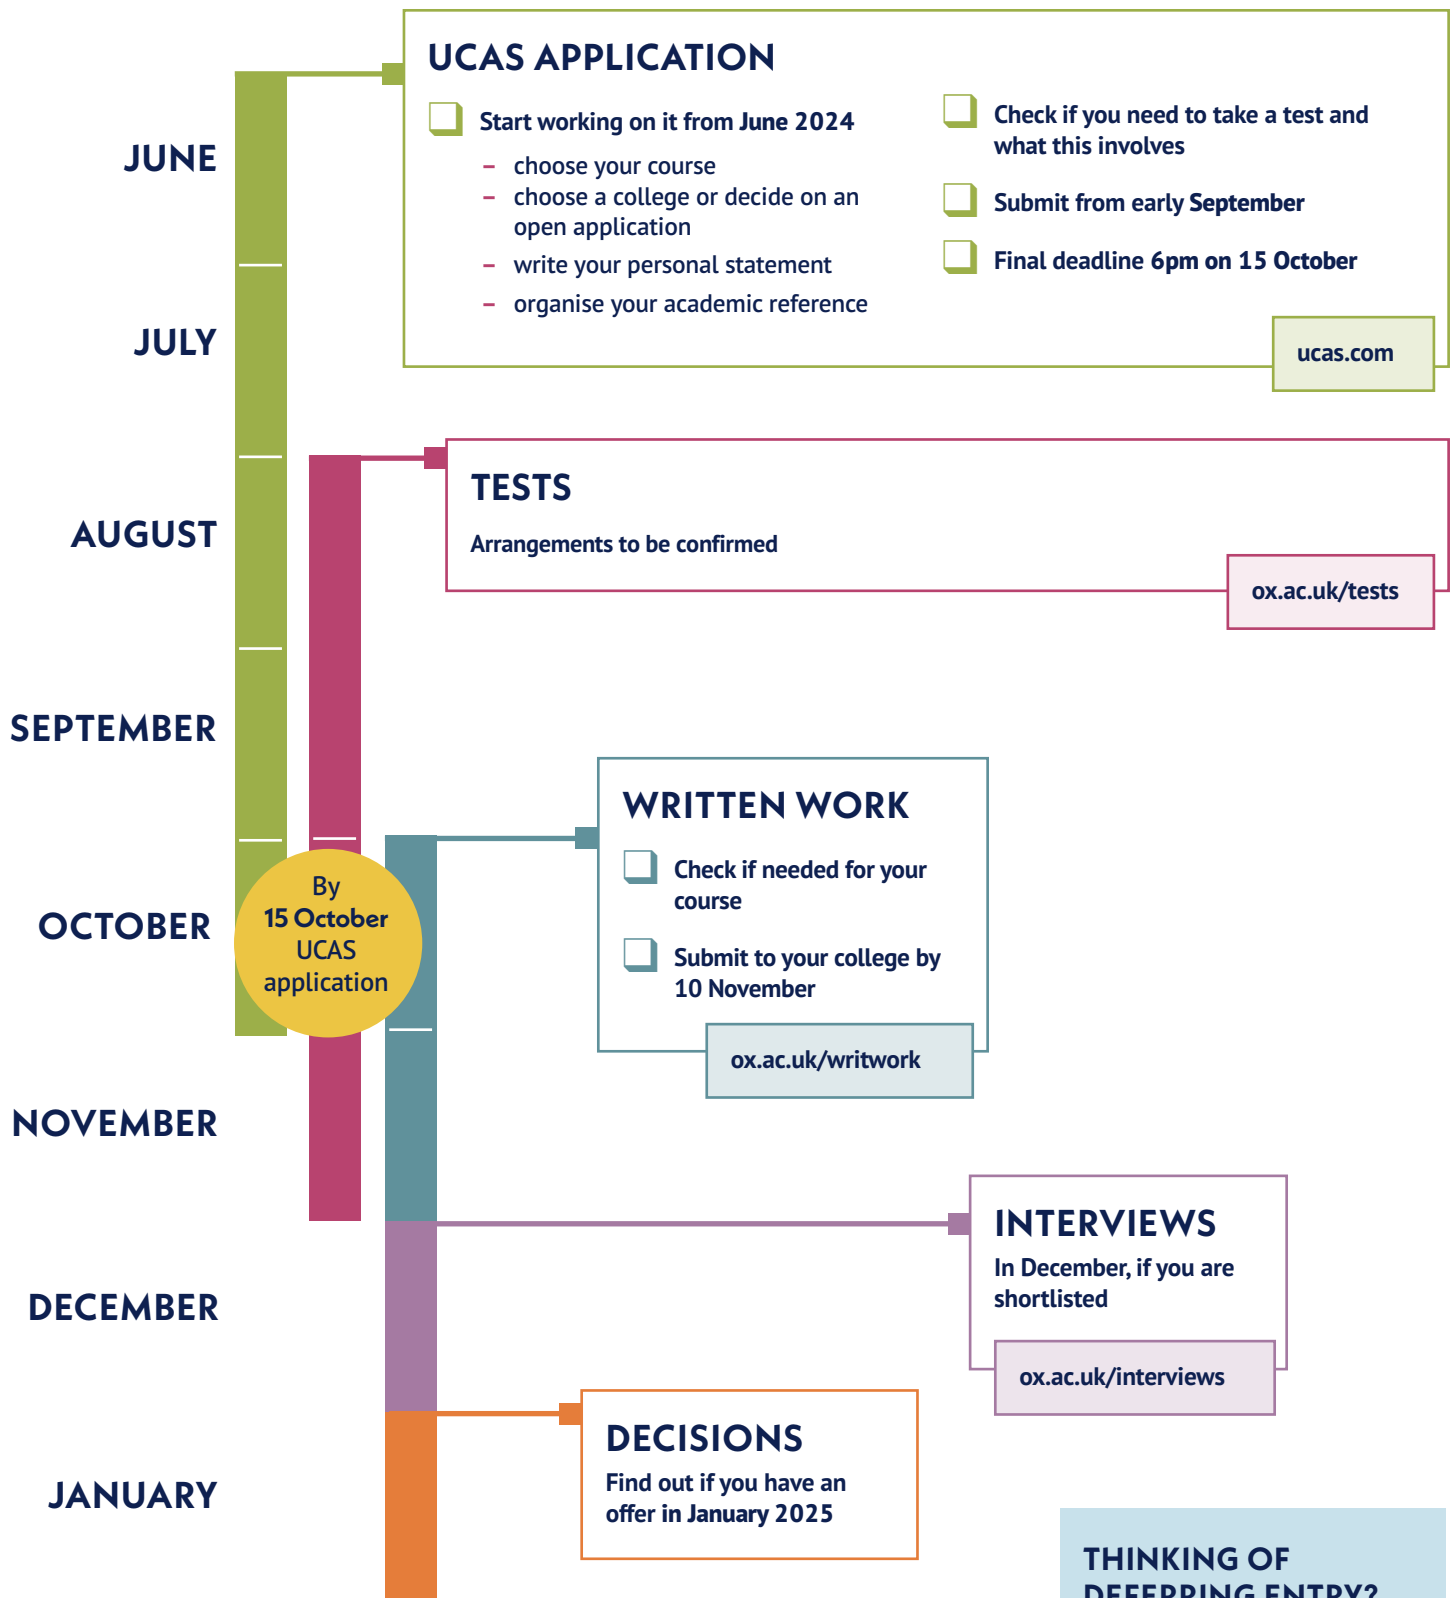 UCAS APPLICATION
Start working on it from June 2024
– choose your course
– choose a college or decide on an
open application
– write your personal statement
– organise your academic reference
Check if you need to take a test and
what this involves
Submit from early September
Final deadline 6pm on 15 October
ucas.com
JUNE
JULY
TESTS
Arrangements to be confirmed
ox.ac.uk/tests
AUGUST
SEPTEMBER
WRITTEN WORK
Check if needed for your
course
Submit to your college by
10 November
ox.ac.uk/writwork
OCTOBER
By
15 October
UCAS
application
NOVEMBER
INTERVIEWS
In December, if you are
shortlisted
ox.ac.uk/interviews
DECEMBER
DECISIONS
Find out if you have an
offer in January 2025
JANUARY
THINKING OF
DEFERRING ENTRY?